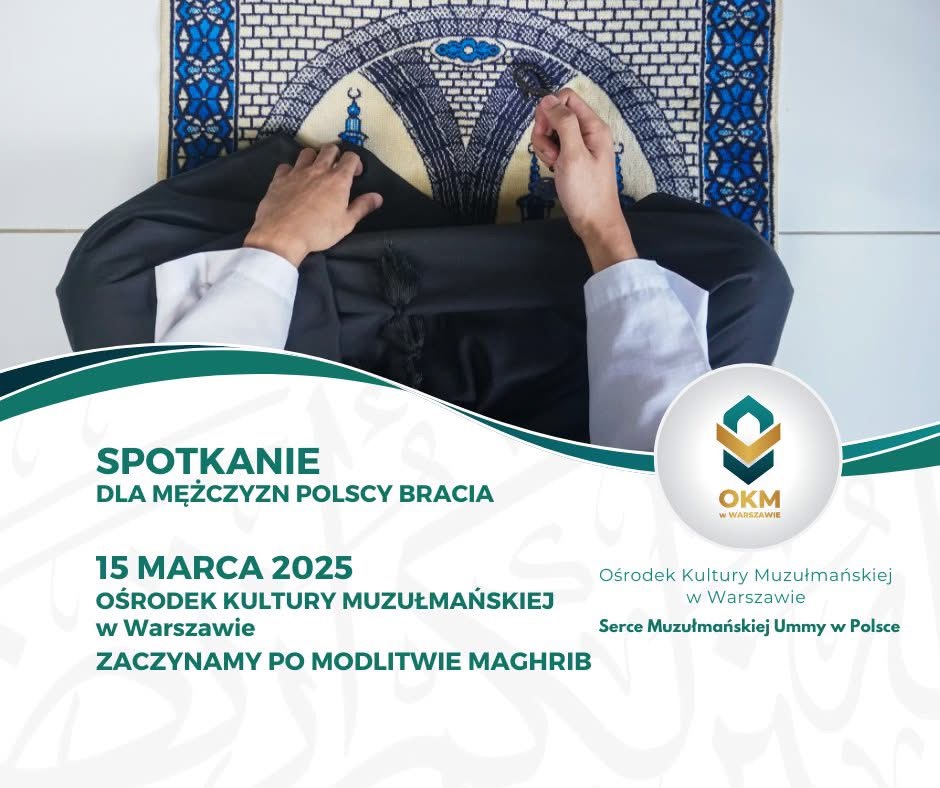 SPOTKANIE
DLA MĘŻCZYZN POLSCY BRACIA
15 MARCA 2025
OŚRODEK KULTURY MUZUŁMAŃSKIEJ
w Warszawie
ZACZYNAMY PO MODLITWIE MAGHRIB
OKM
w WARSZAWIE
Ośrodek Kultury Muzułmańskiej
w Warszawie
Serce Muzułmańskiej Ummy w Polsce